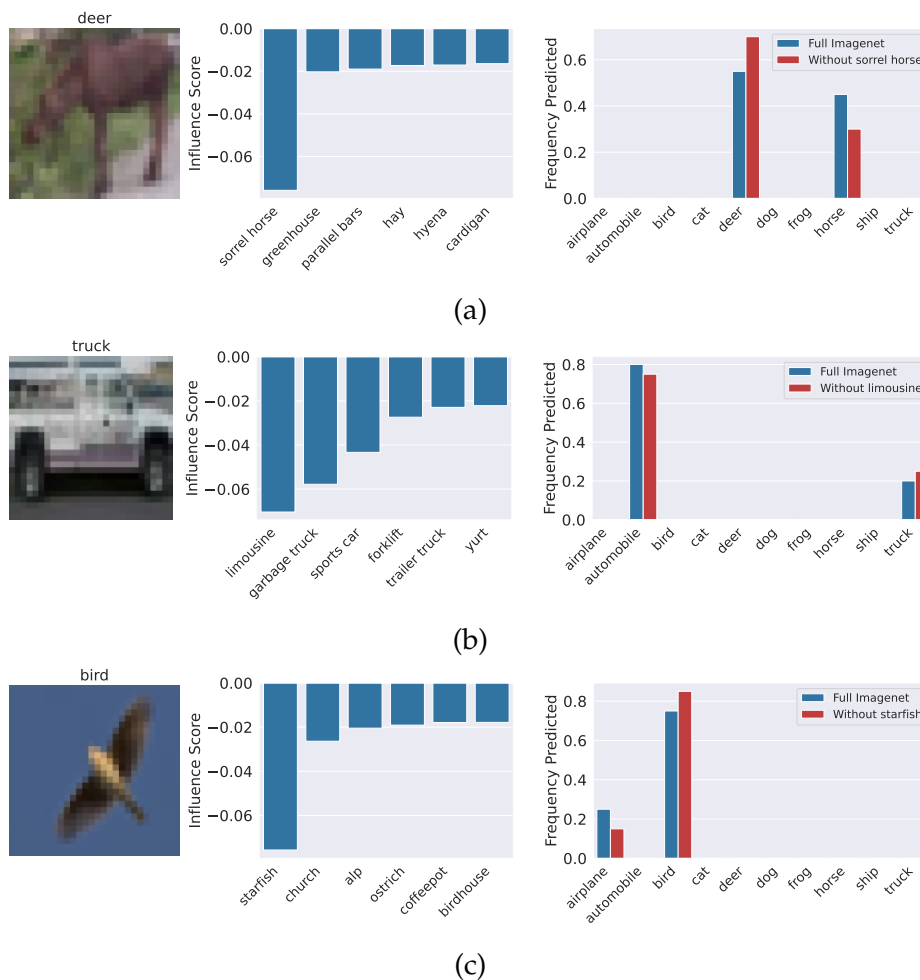 deer
0.00
−0.02
−0.04
−0.06
Influence Score
sorrel horse
greenhouse
parallel bars
hay
hyena
cardigan
0.6
0.4
0.2
0.0
Frequency Predicted
Full Imagenet
Without sorrel horse
airplane
automobile
bird
cat
deer
dog
frog
horse
ship
truck
(a)
truck
0.00
−0.02
−0.04
−0.06
Influence Score
limousine
garbage truck
sports car
forklift
trailer truck
yurt
0.8
0.6
0.4
0.2
0.0
Frequency Predicted
Full Imagenet
Without limousine
airplane
automobile
bird
cat
deer
dog
frog
horse
ship
truck
(b)
bird
0.00
−0.02
−0.04
−0.06
Influence Score
starfish
church
alp
ostrich
coffeepot
birdhouse
0.8
0.6
0.4
0.2
0.0
Frequency Predicted
Full Imagenet
Without starfish
airplane
automobile
bird
cat
deer
dog
frog
horse
ship
truck
(c)